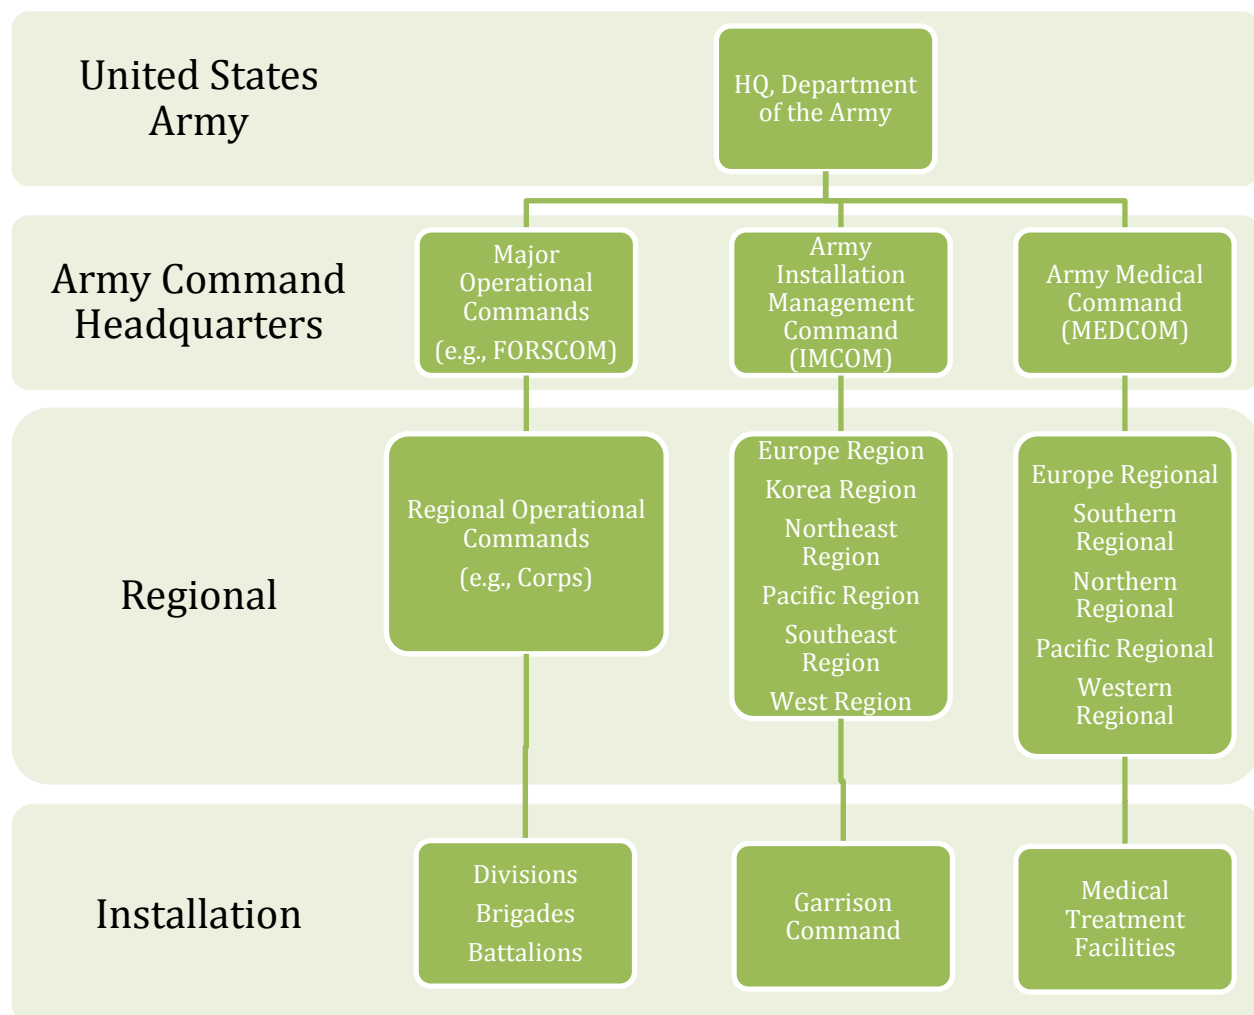 United States
Army
HQ, Department
of the Army
Army Command
Headquarters
Major
Operational
Commands
(e.g., FORSCOM)
Army
Installation
Management
Command
(IMCOM)
Army Medical
Command
(MEDCOM)
Regional
Regional Operational
Commands
(e.g., Corps)
Europe Region
Korea Region
Northeast
Region
Pacific Region
Southeast
Region
West Region
Europe Regional
Southern
Regional
Northern
Regional
Pacific Regional
Western
Regional
Installation
Divisions
Brigades
Battalions
Garrison
Command
Medical
Treatment
Facilities